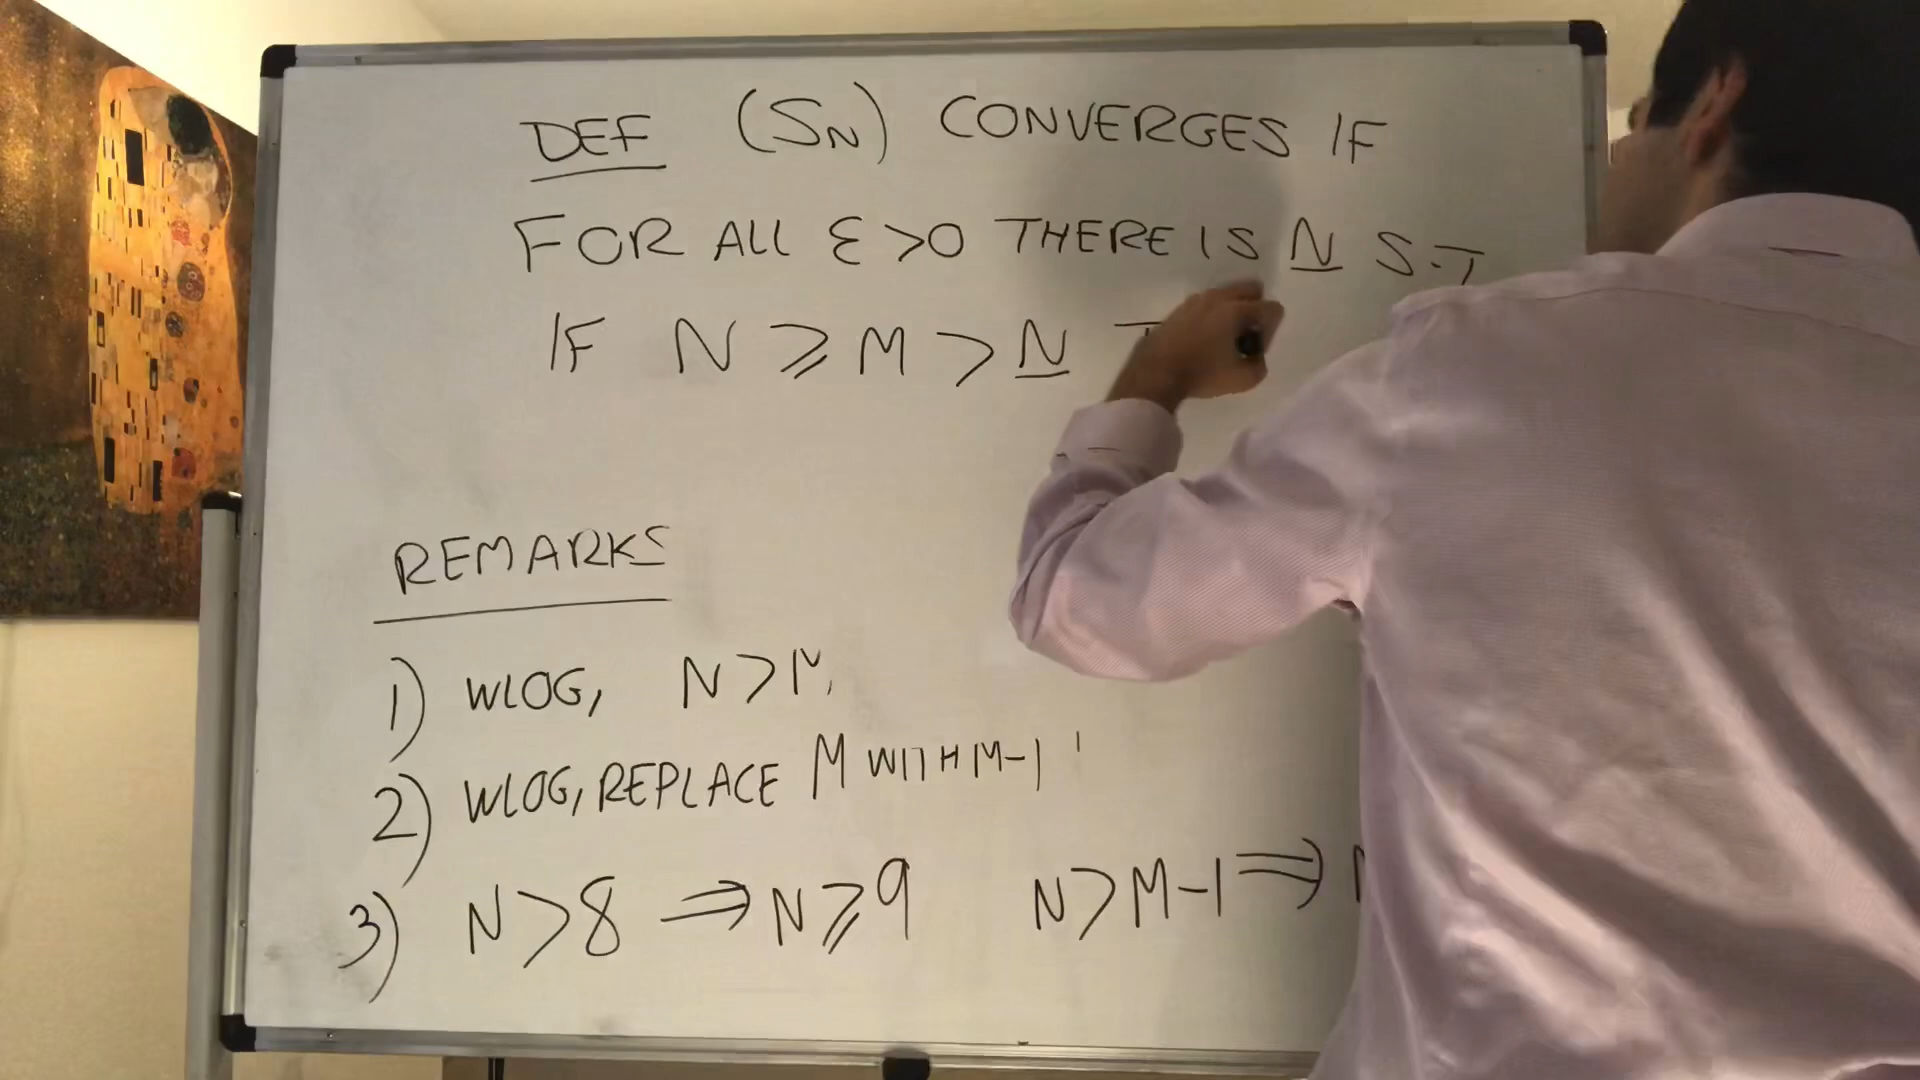 DEF (SN) CONVERGES IF
FOR ALL ε>0 THERE IS N S.T
IF N ⩾ M > N T
REMARKS
1) WLOG, N > M
2) WLOG, REPLACE M WITH M-1
3) N > 8 ⟹ N ⩾ 9 N > M-1 ⟹